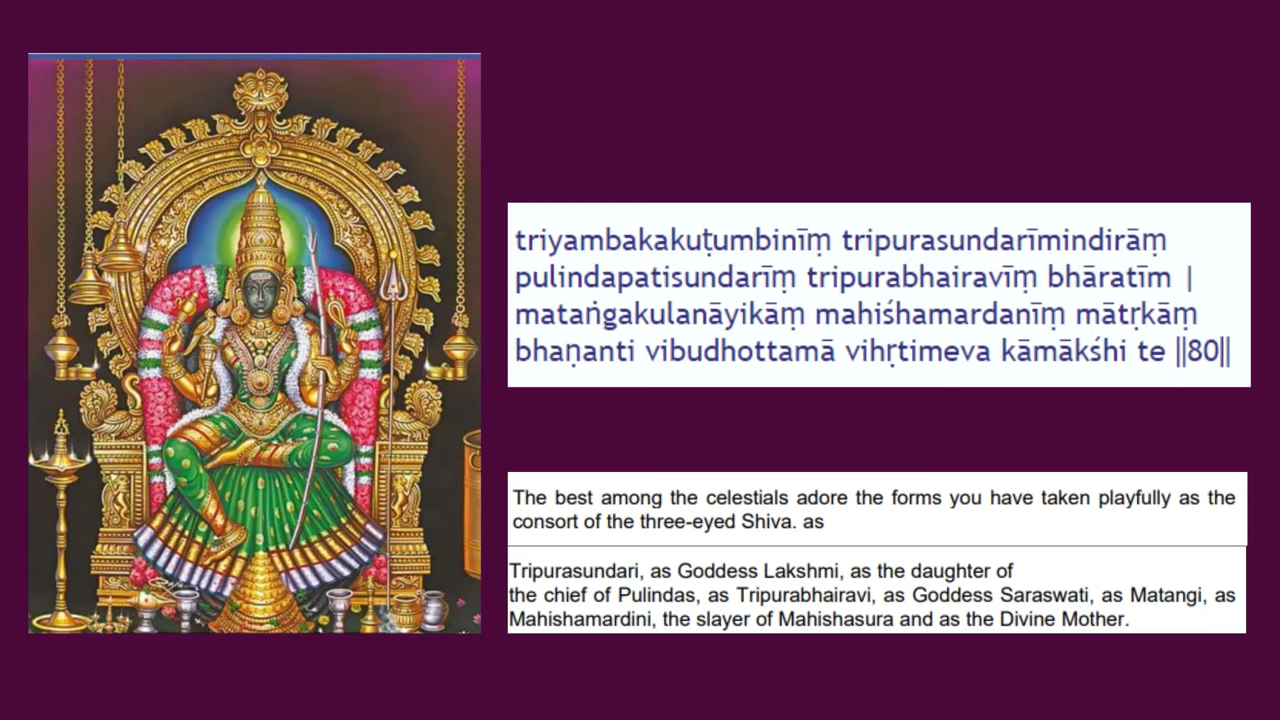 triyambakakuṭumbinīṃ tripurasundarīmindirāṃ
pulindapatisundarīṃ tripurabhairavīṃ bhāratīm |
mataṅgakulanāyikāṃ mahiśhamardanīṃ mātṛkāṃ
bhaṇanti vibudhottamā vihṛtimeva kāmākśhi te ||80||
The best among the celestials adore the forms you have taken playfully as the
consort of the three-eyed Shiva. as
Tripurasundari, as Goddess Lakshmi, as the daughter of
the chief of Pulindas, as Tripurabhairavi, as Goddess Saraswati, as Matangi, as
Mahishamardini, the slayer of Mahishasura and as the Divine Mother.